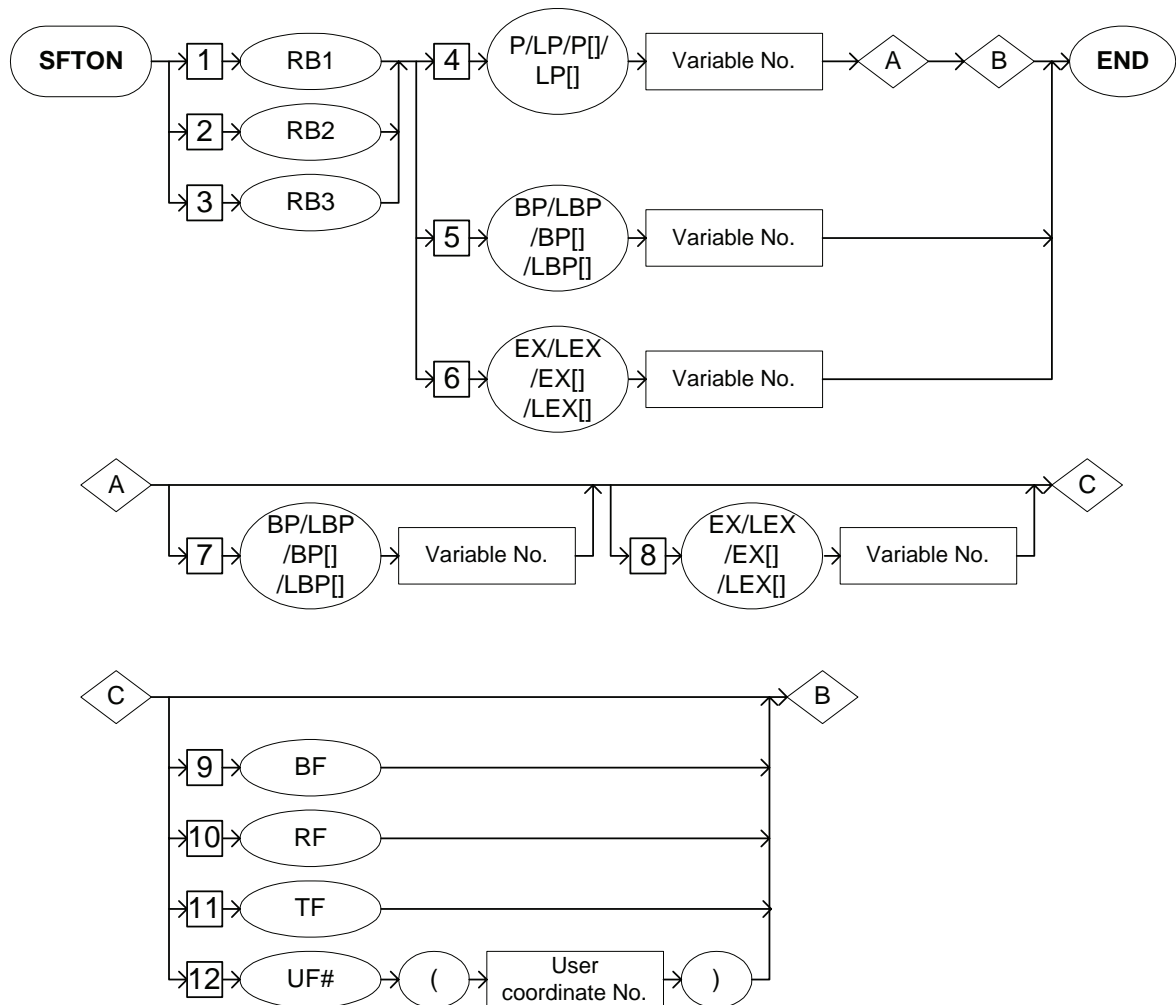 SFTON
1
RB1
4
P/LP/P[]/
LP[]
Variable No.
A
B
END
2
RB2
3
RB3
5
BP/LBP
/BP[]
/LBP[]
Variable No.
6
EX/LEX
/EX[]
/LEX[]
Variable No.
A
C
7
BP/LBP
/BP[]
/LBP[]
Variable No.
8
EX/LEX
/EX[]
/LEX[]
Variable No.
C
B
9
BF
10
RF
11
TF
12
UF#
(
User
coordinate No.
)